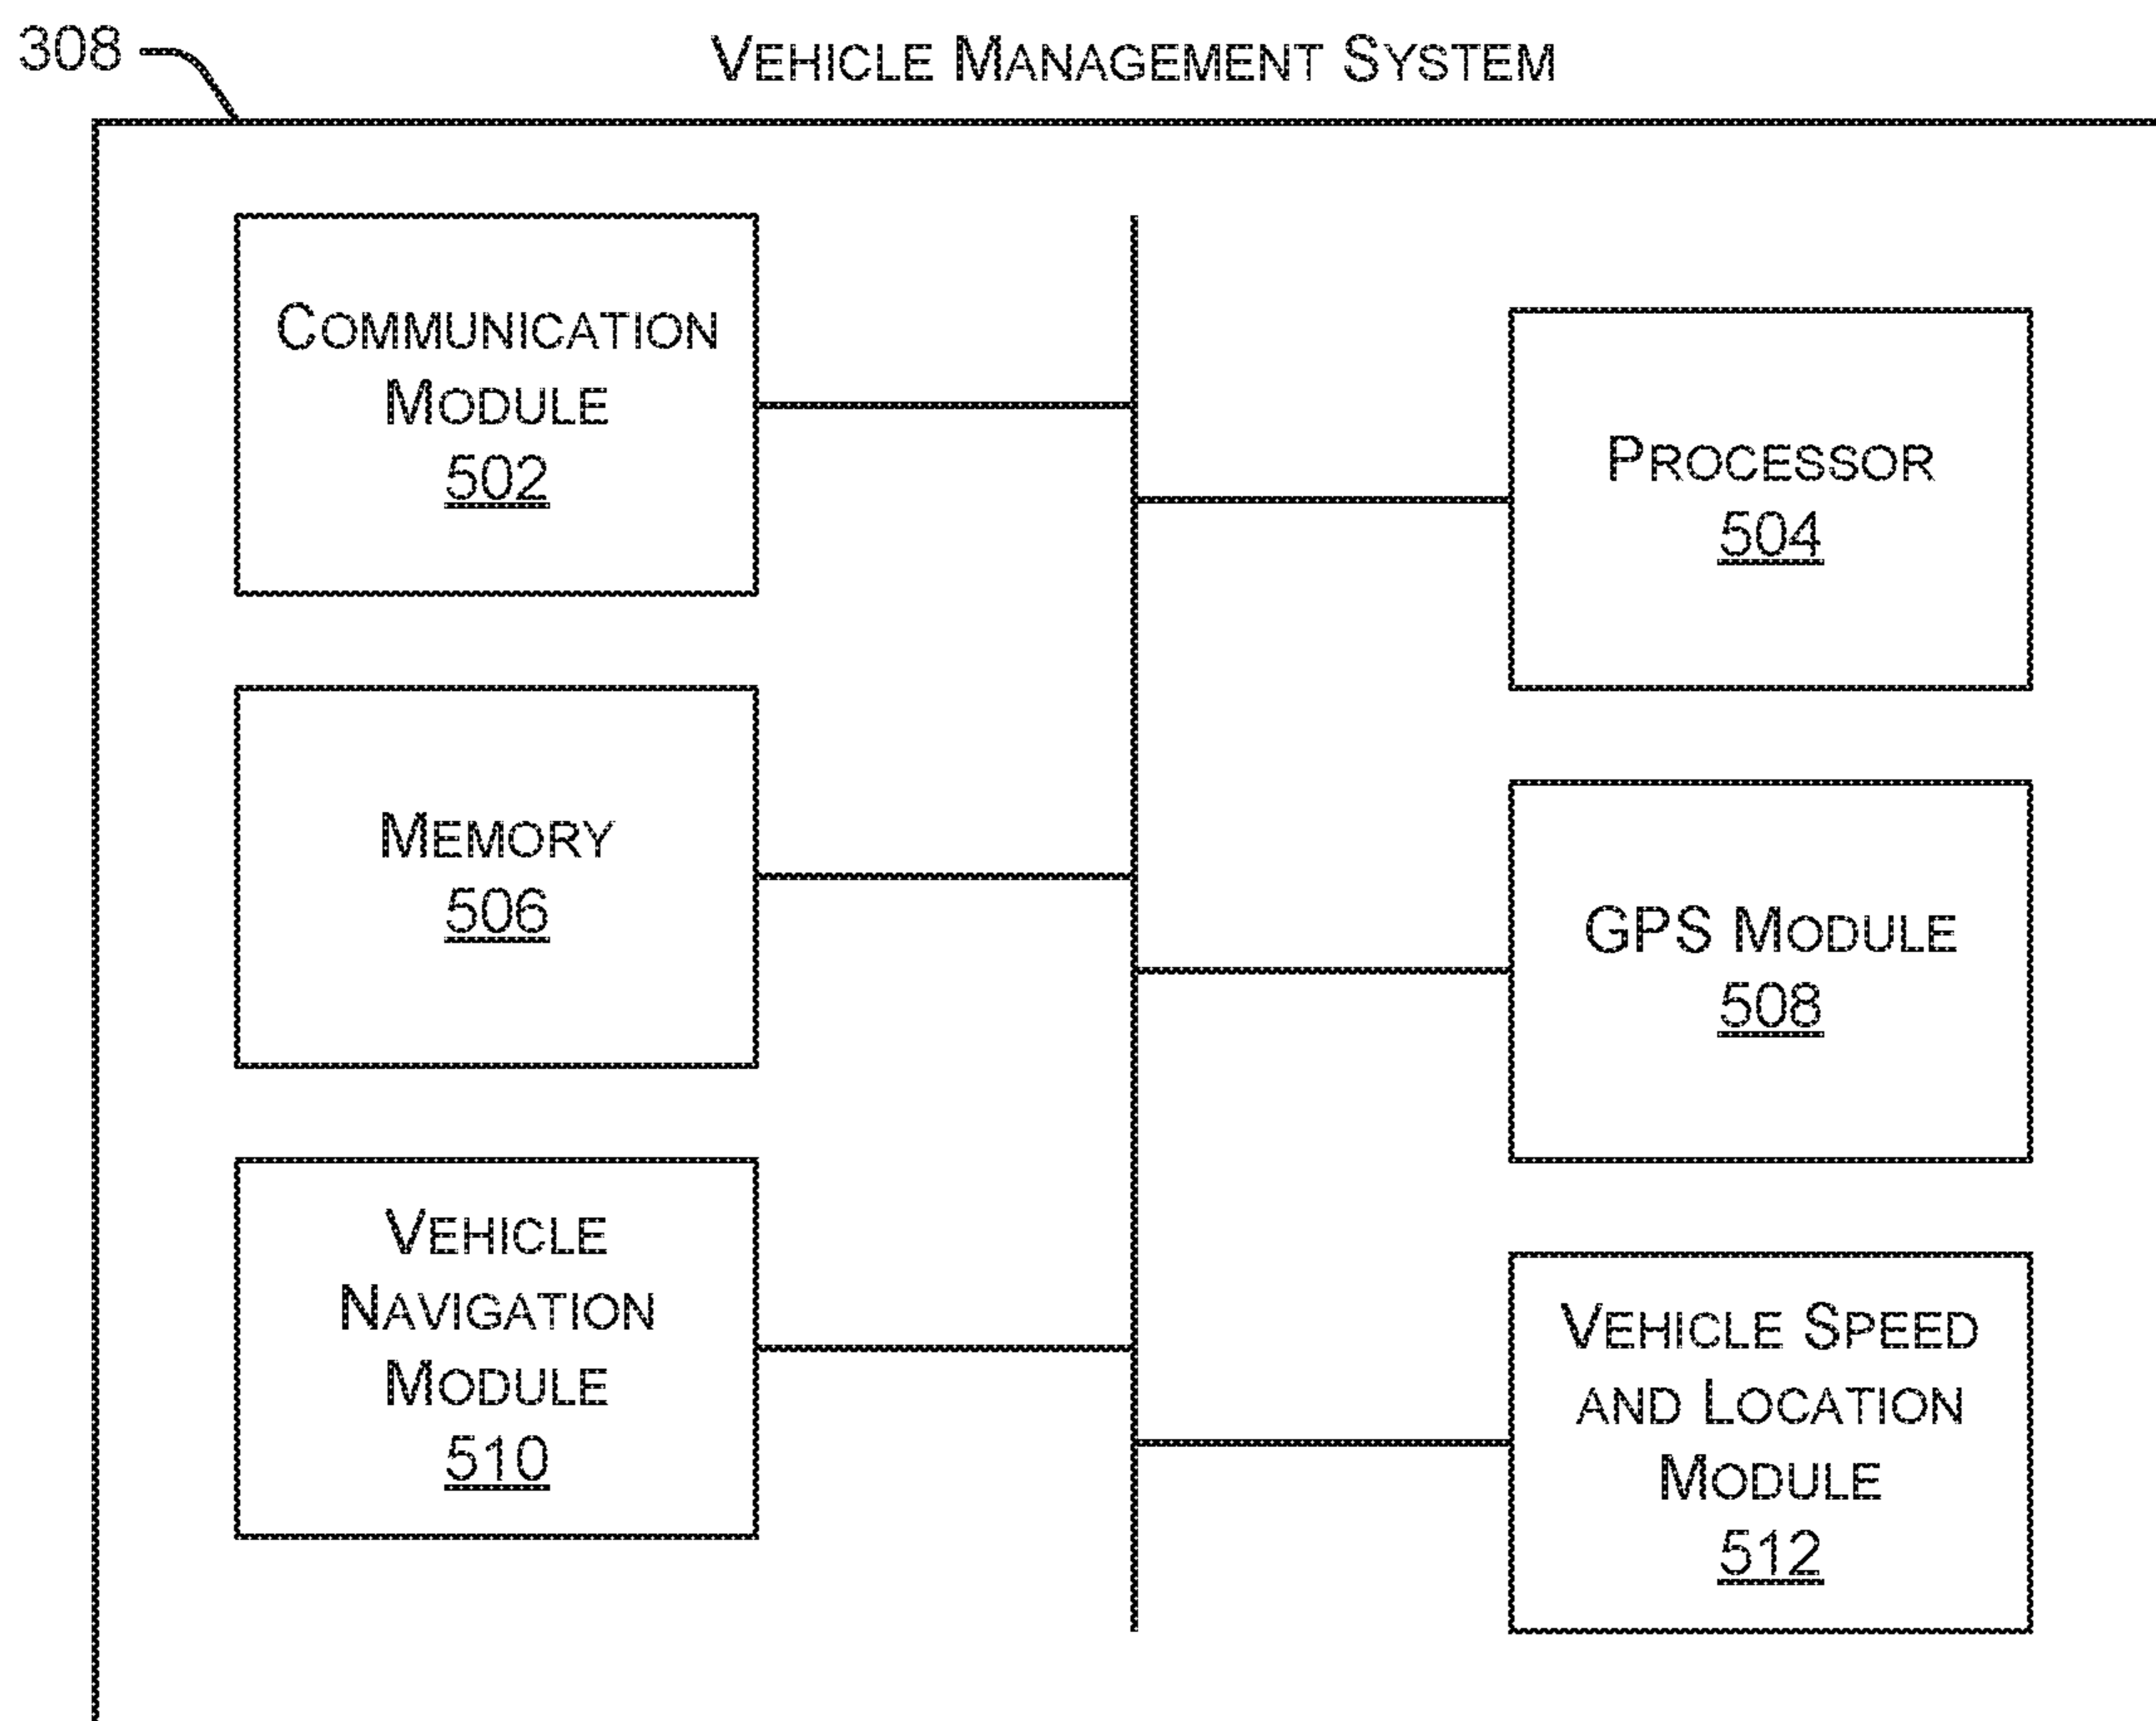 308
VEHICLE MANAGEMENT SYSTEM
COMMUNICATION
MODULE
502
PROCESSOR
504
MEMORY
506
GPS MODULE
508
VEHICLE
NAVIGATION
MODULE
510
VEHICLE SPEED
AND LOCATION
MODULE
512